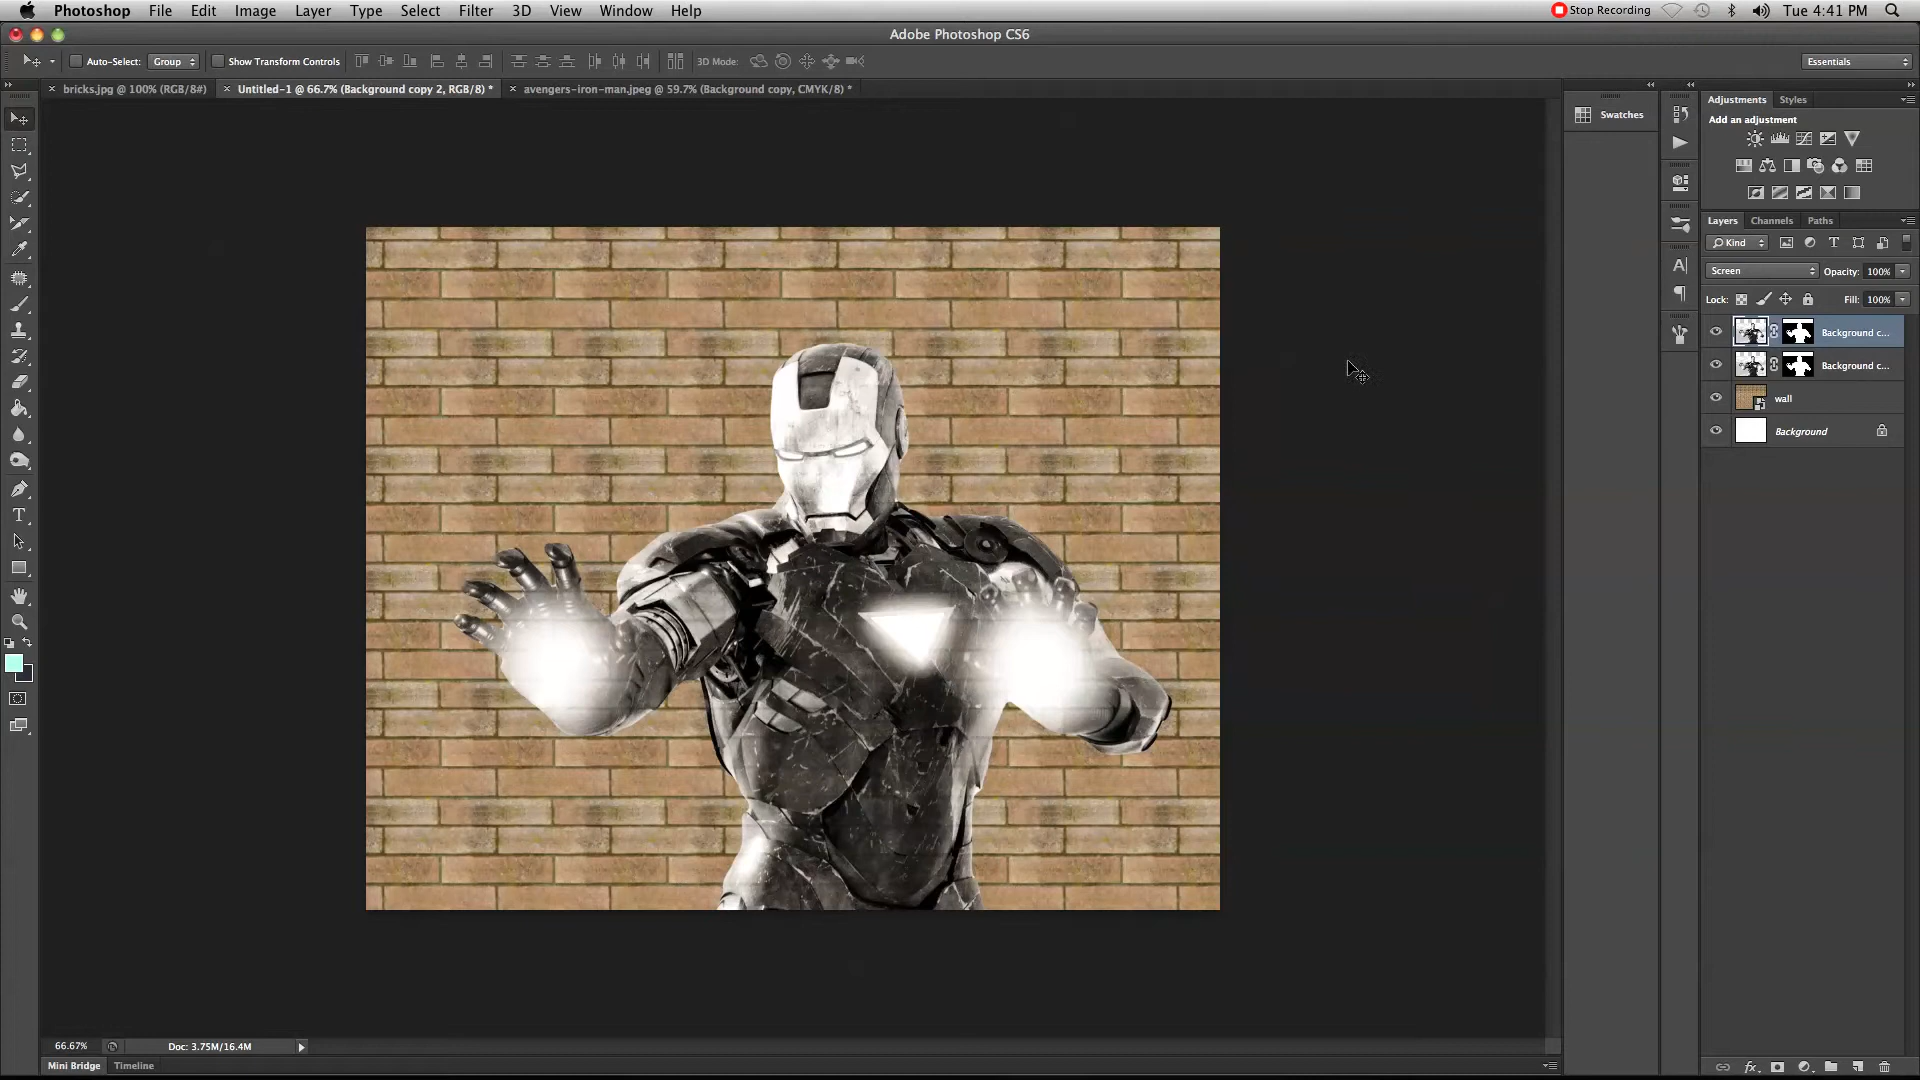 Photoshop File Edit Image Layer Type Select Filter 3D View Window Help Stop Recording Tue 4:41 PM
Adobe Photoshop CS6
Auto-Select: Group Show Transform Controls 3D Mode: Essentials
bricks.jpg @ 100% (RGB/8#) Untitled-1 @ 66.7% (Background copy 2, RGB/8) * avengers-iron-man.jpeg @ 59.7% (Background copy, CMYK/8) *
Swatches
Adjustments Styles
Add an adjustment
Layers Channels Paths
Kind
Screen Opacity: 100%
Lock: Fill: 100%
Background c...
Background c...
wall
Background
66.67% Doc: 3.75M/16.4M
Mini Bridge Timeline